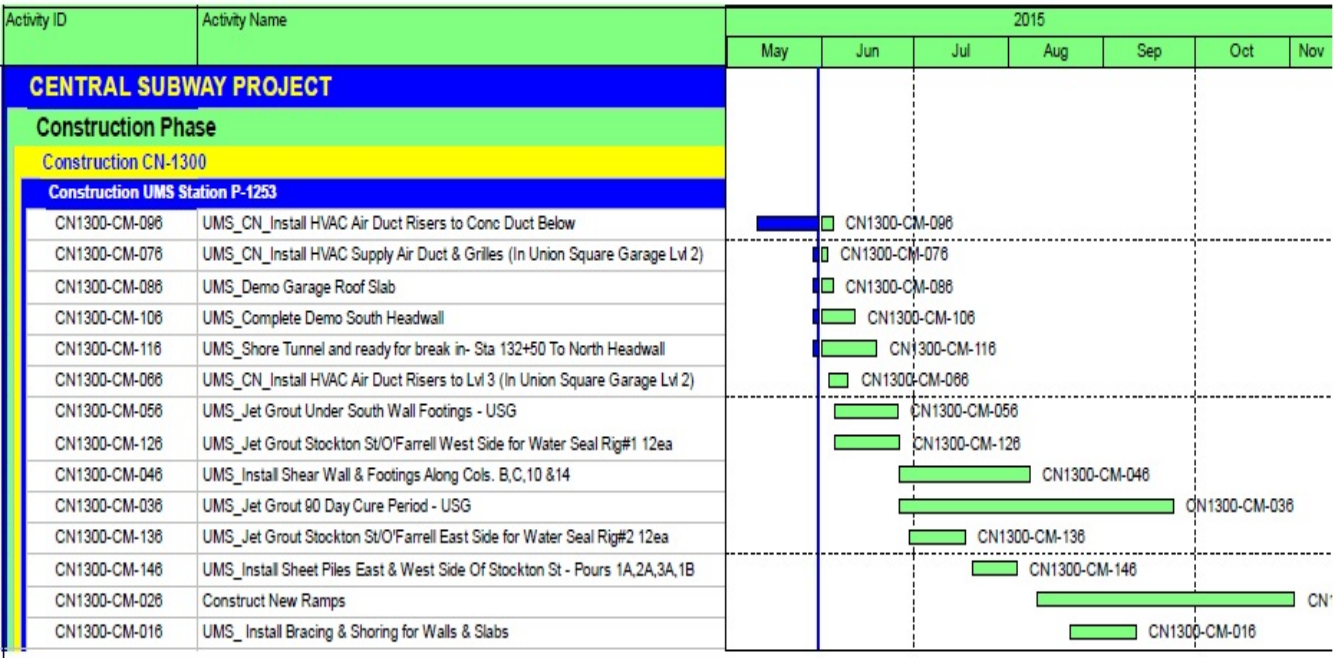 Activity ID Activity Name 2015
May Jun Jul Aug Sep Oct Nov
CENTRAL SUBWAY PROJECT
Construction Phase
Construction CN-1300
Construction UMS Station P-1253
CN1300-CM-096 UMS_CN_Install HVAC Air Duct Risers to Conc Duct Below CN1300-CM-096
CN1300-CM-076 UMS_CN_Install HVAC Supply Air Duct & Grilles (In Union Square Garage Lvl 2) CN1300-CM-076
CN1300-CM-086 UMS_Demo Garage Roof Slab CN1300-CM-086
CN1300-CM-106 UMS_Complete Demo South Headwall CN1300-CM-106
CN1300-CM-116 UMS_Shore Tunnel and ready for break in- Sta 132+50 To North Headwall CN1300-CM-116
CN1300-CM-066 UMS_CN_Install HVAC Air Duct Risers to Lvl 3 (In Union Square Garage Lvl 2) CN1300-CM-066
CN1300-CM-056 UMS_Jet Grout Under South Wall Footings - USG CN1300-CM-056
CN1300-CM-126 UMS_Jet Grout Stockton St/O'Farrell West Side for Water Seal Rig#1 12ea CN1300-CM-126
CN1300-CM-046 UMS_Install Shear Wall & Footings Along Cols. B,C,10 &14 CN1300-CM-046
CN1300-CM-036 UMS_Jet Grout 90 Day Cure Period - USG CN1300-CM-036
CN1300-CM-136 UMS_Jet Grout Stockton St/O'Farrell East Side for Water Seal Rig#2 12ea CN1300-CM-136
CN1300-CM-146 UMS_Install Sheet Piles East & West Side Of Stockton St - Pours 1A,2A,3A,1B CN1300-CM-146
CN1300-CM-026 Construct New Ramps CN1
CN1300-CM-016 UMS_ Install Bracing & Shoring for Walls & Slabs CN1300-CM-016